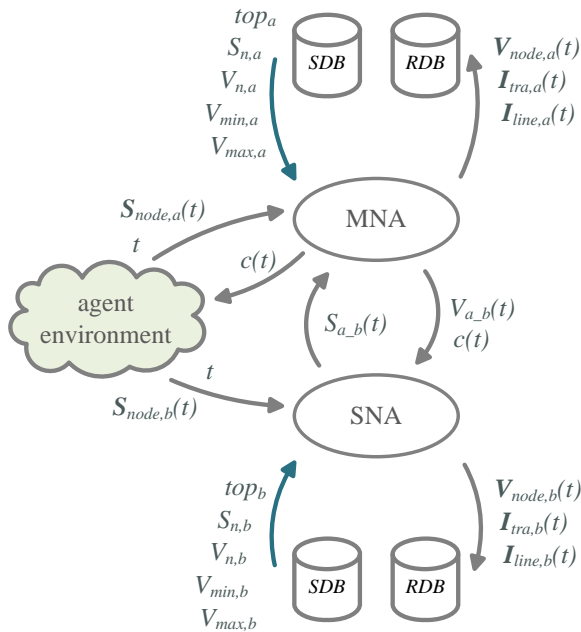 top_a
S_n,a
V_n,a
V_min,a
V_max,a
SDB
RDB
V_node,a(t)
I_tra,a(t)
I_line,a(t)
S_node,a(t)
t
MNA
c(t)
agent
environment
S_a_b(t)
V_a_b(t)
c(t)
t
S_node,b(t)
SNA
top_b
S_n,b
V_n,b
V_min,b
V_max,b
SDB
RDB
V_node,b(t)
I_tra,b(t)
I_line,b(t)